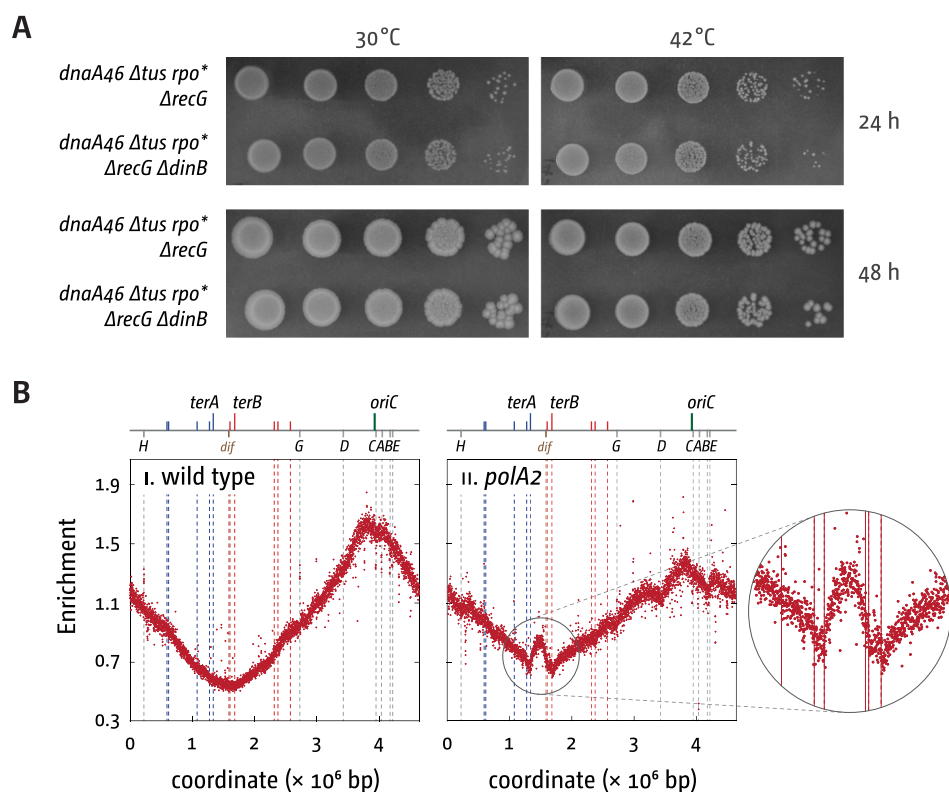 A
30°C
42°C
dnaA46 Δtus rpo*
ΔrecG
dnaA46 Δtus rpo*
ΔrecG ΔdinB
24 h
dnaA46 Δtus rpo*
ΔrecG
dnaA46 Δtus rpo*
ΔrecG ΔdinB
48 h
B
terA terB oriC
H dif G D CABE
terA terB oriC
H dif G D CABE
I. wild type
II. polA2
Enrichment
1.9
1.5
1.1
0.7
0.3
0 1 2 3 4
0 1 2 3 4
coordinate (× 10⁶ bp)
coordinate (× 10⁶ bp)